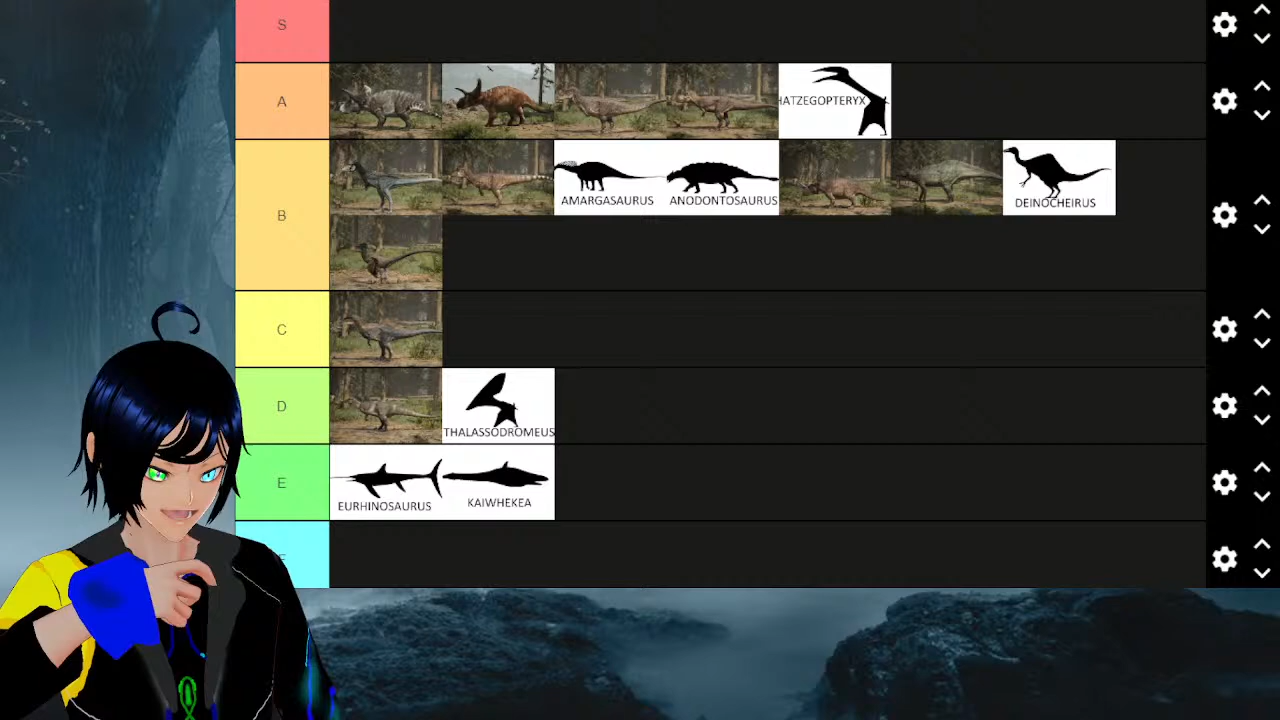 S
A
HATZEGOPTERYX
B
AMARGASAURUS
ANODONTOSAURUS
DEINOCHEIRUS
C
D
THALASSODROMEUS
E
EURHINOSAURUS
KAIWHEKEA
F